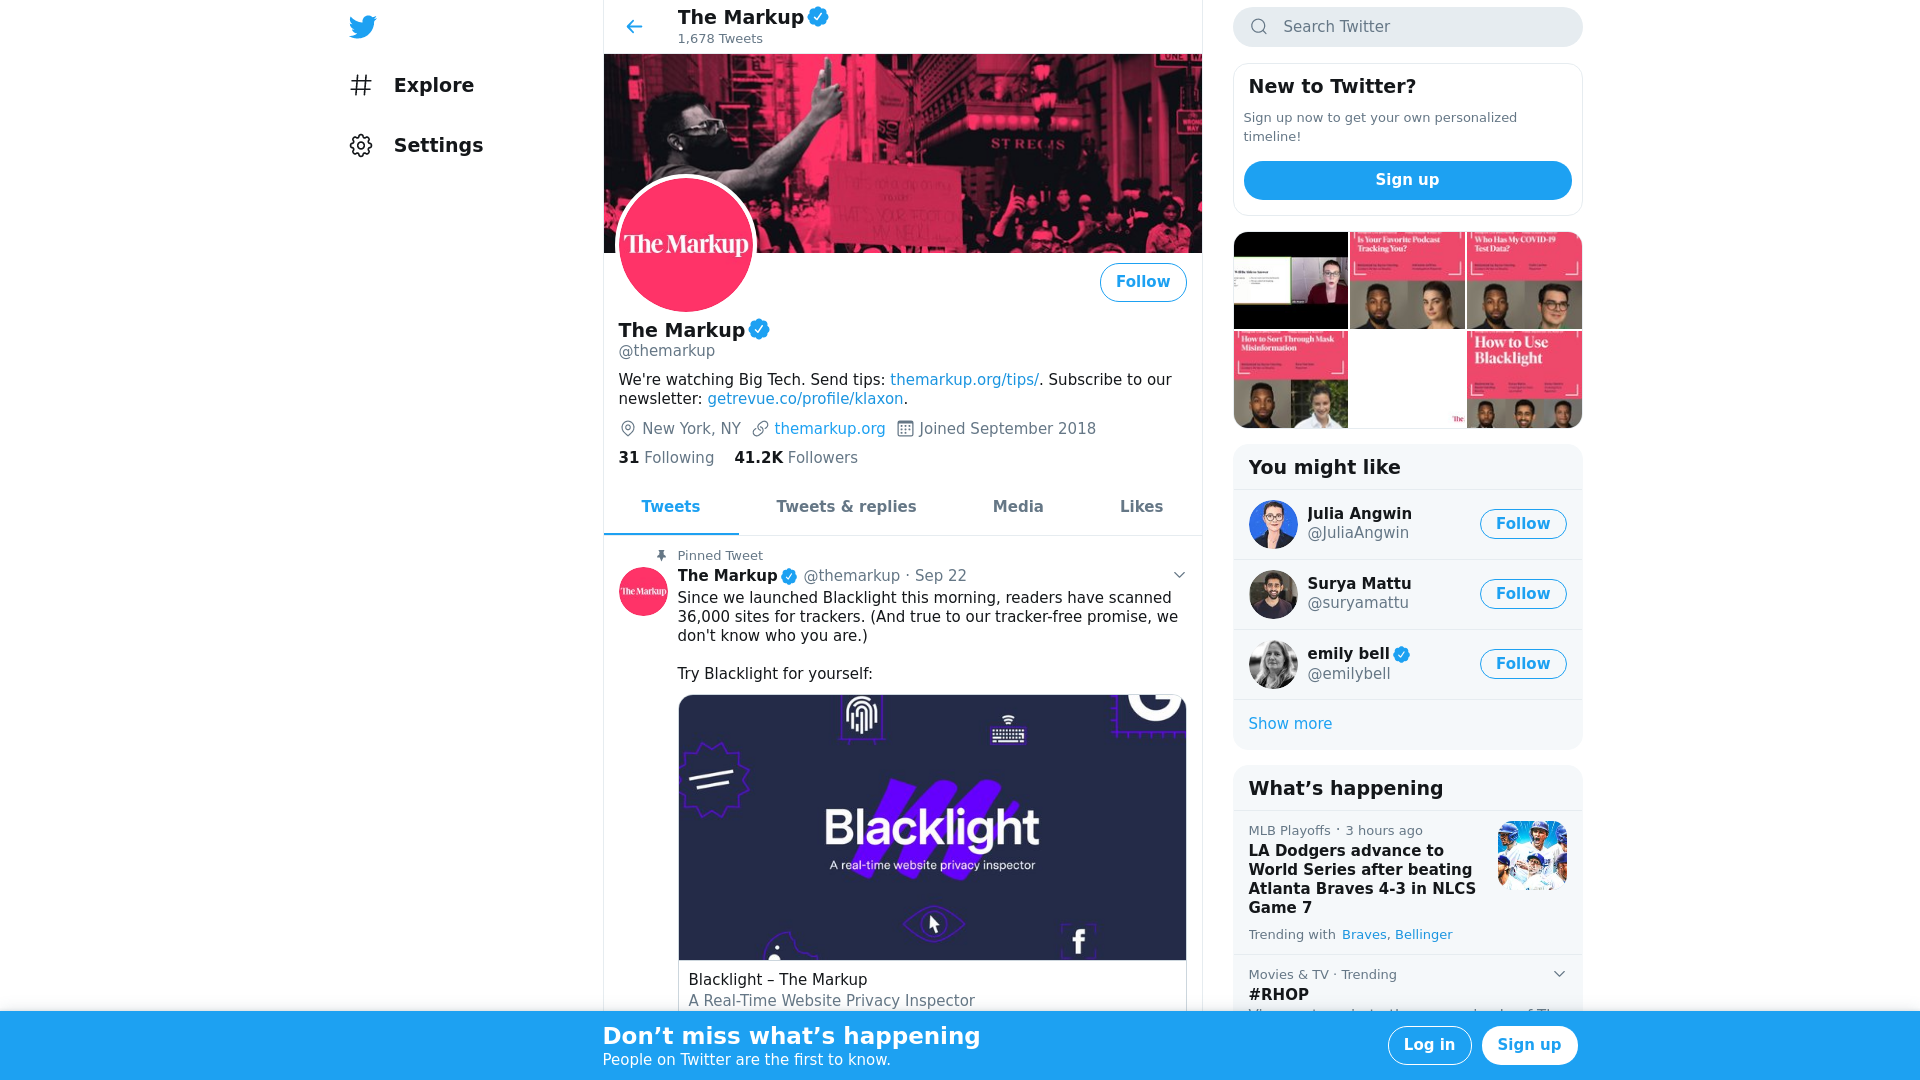 Explore
Settings
The Markup
1,678 Tweets
ST REGIS
The Markup
Follow
The Markup
@themarkup
We're watching Big Tech. Send tips: themarkup.org/tips/. Subscribe to our
newsletter: getrevue.co/profile/klaxon.
New York, NY themarkup.org Joined September 2018
31 Following 41.2K Followers
Tweets Tweets & replies Media Likes
Pinned Tweet
The Markup
The Markup @themarkup · Sep 22
Since we launched Blacklight this morning, readers have scanned
36,000 sites for trackers. (And true to our tracker-free promise, we
don't know who you are.)
Try Blacklight for yourself:
Blacklight
A real-time website privacy inspector
Blacklight – The Markup
A Real-Time Website Privacy Inspector
Search Twitter
New to Twitter?
Sign up now to get your own personalized
timeline!
Sign up
Is Your Favorite Podcast
Tracking You?
Who Has My COVID-19
Test Data?
How to Sort Through Mask
Misinformation
The
How to Use
Blacklight
You might like
Julia Angwin
@JuliaAngwin
Follow
Surya Mattu
@suryamattu
Follow
emily bell
@emilybell
Follow
Show more
What’s happening
MLB Playoffs · 3 hours ago
LA Dodgers advance to
World Series after beating
Atlanta Braves 4-3 in NLCS
Game 7
Trending with Braves, Bellinger
Movies & TV · Trending
#RHOP
Don’t miss what’s happening
People on Twitter are the first to know.
Log in
Sign up